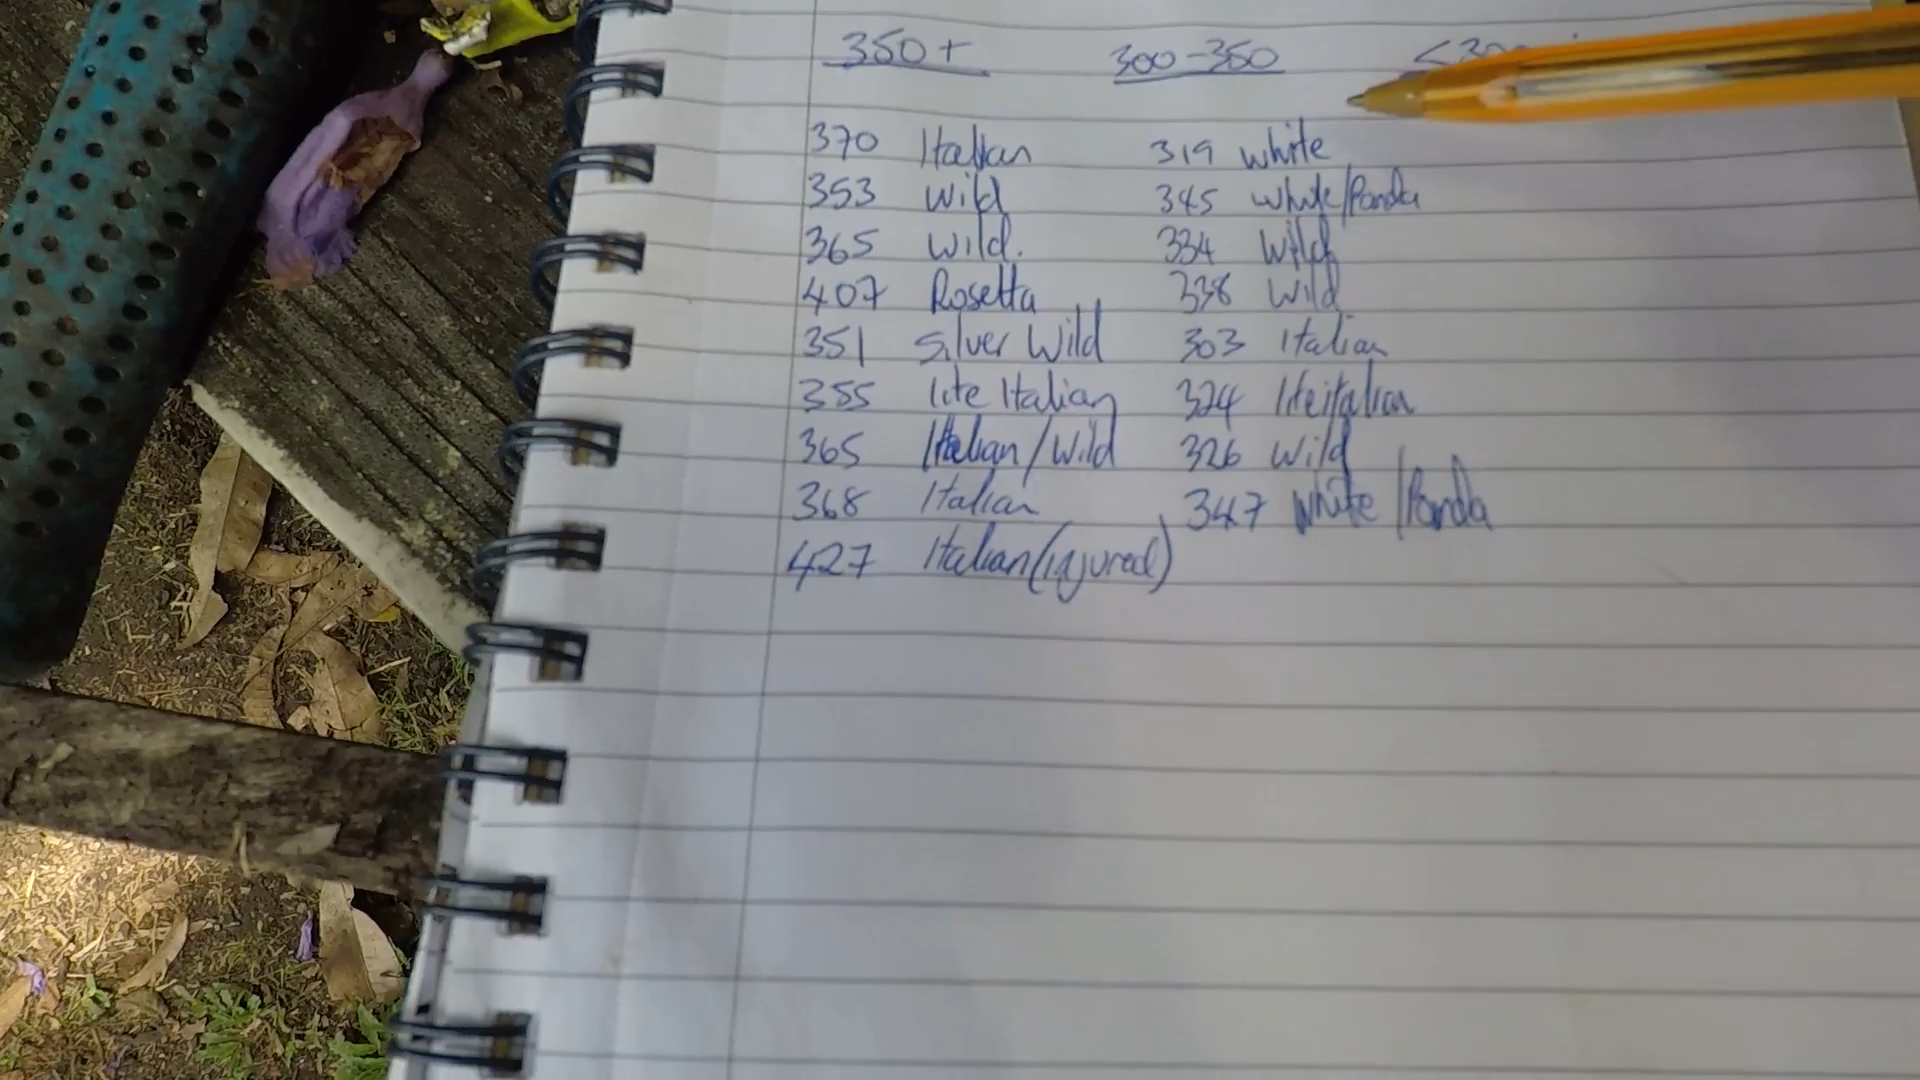 350+ 300-350
370 Italian 319 white
353 Wild 345 white/Panda
365 Wild. 334 Wild
407 Rosetta 338 Wild
351 Silver Wild 303 Italian
355 lite Italian 324 lite italian
365 Italian/Wild 326 Wild
368 Italian 347 White/Panda
427 Italian (injured)